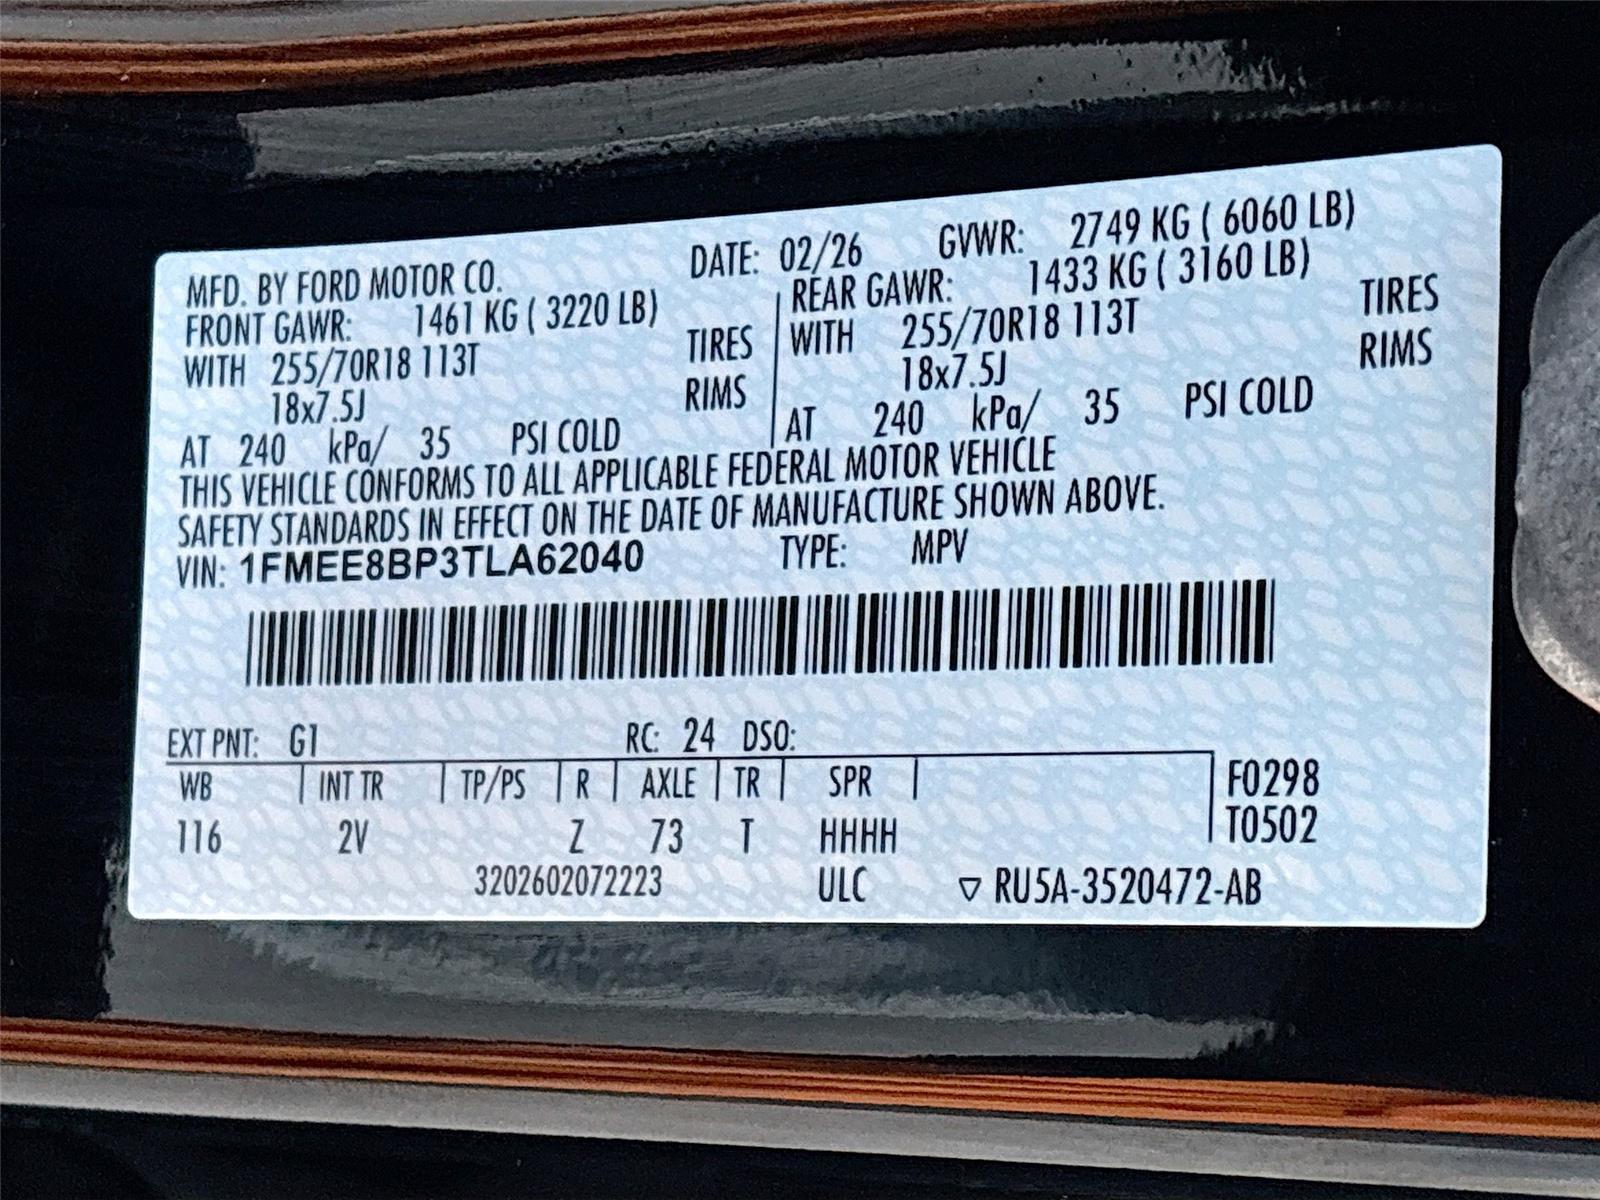 MFD. BY FORD MOTOR CO. DATE: 02/26 GVWR: 2749 KG ( 6060 LB)
FRONT GAWR: 1461 KG ( 3220 LB) REAR GAWR: 1433 KG ( 3160 LB)
WITH 255/70R18 113T TIRES WITH 255/70R18 113T TIRES
18x7.5J RIMS 18x7.5J RIMS
AT 240 kPa/ 35 PSI COLD AT 240 kPa/ 35 PSI COLD
THIS VEHICLE CONFORMS TO ALL APPLICABLE FEDERAL MOTOR VEHICLE
SAFETY STANDARDS IN EFFECT ON THE DATE OF MANUFACTURE SHOWN ABOVE.
VIN: 1FMEE8BP3TLA62040 TYPE: MPV
EXT PNT: G1 RC: 24 DSO:
WB INT TR TP/PS R AXLE TR SPR F0298
116 2V Z 73 T HHHH T0502
3202602072223 ULC ▽ RU5A-3520472-AB